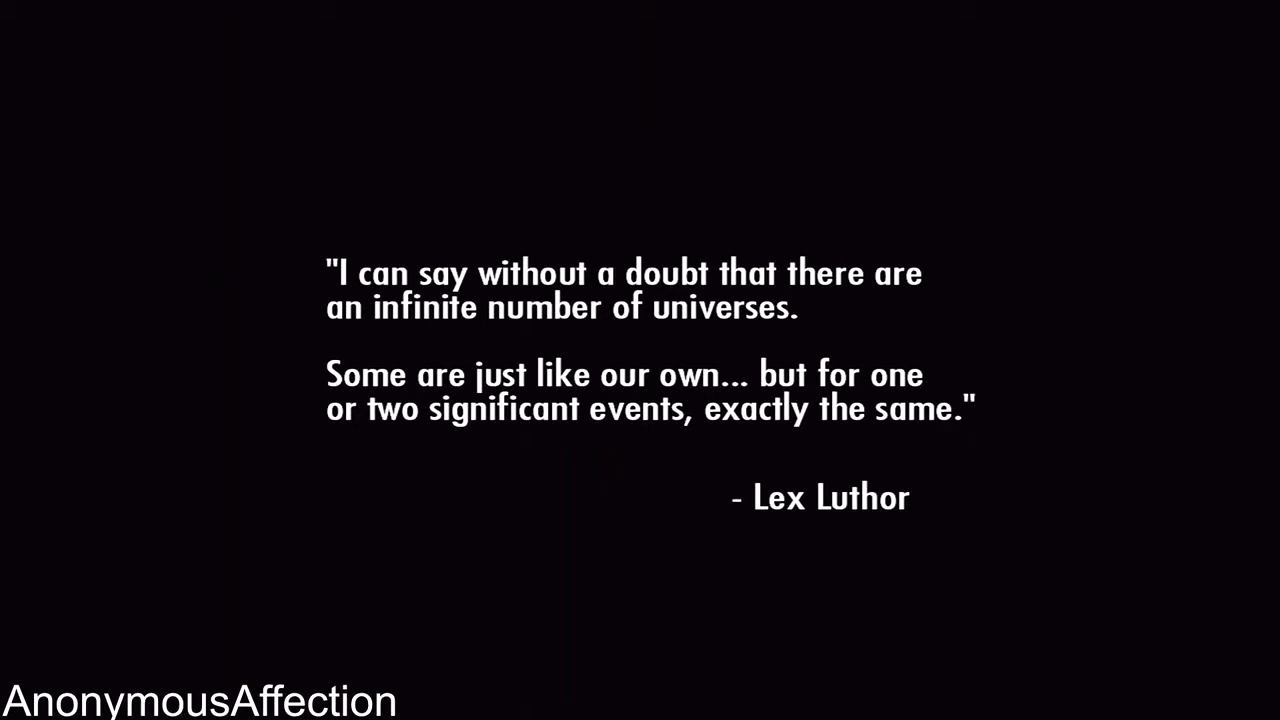 "I can say without a doubt that there are
an infinite number of universes.
Some are just like our own... but for one
or two significant events, exactly the same."
- Lex Luthor
AnonymousAffection